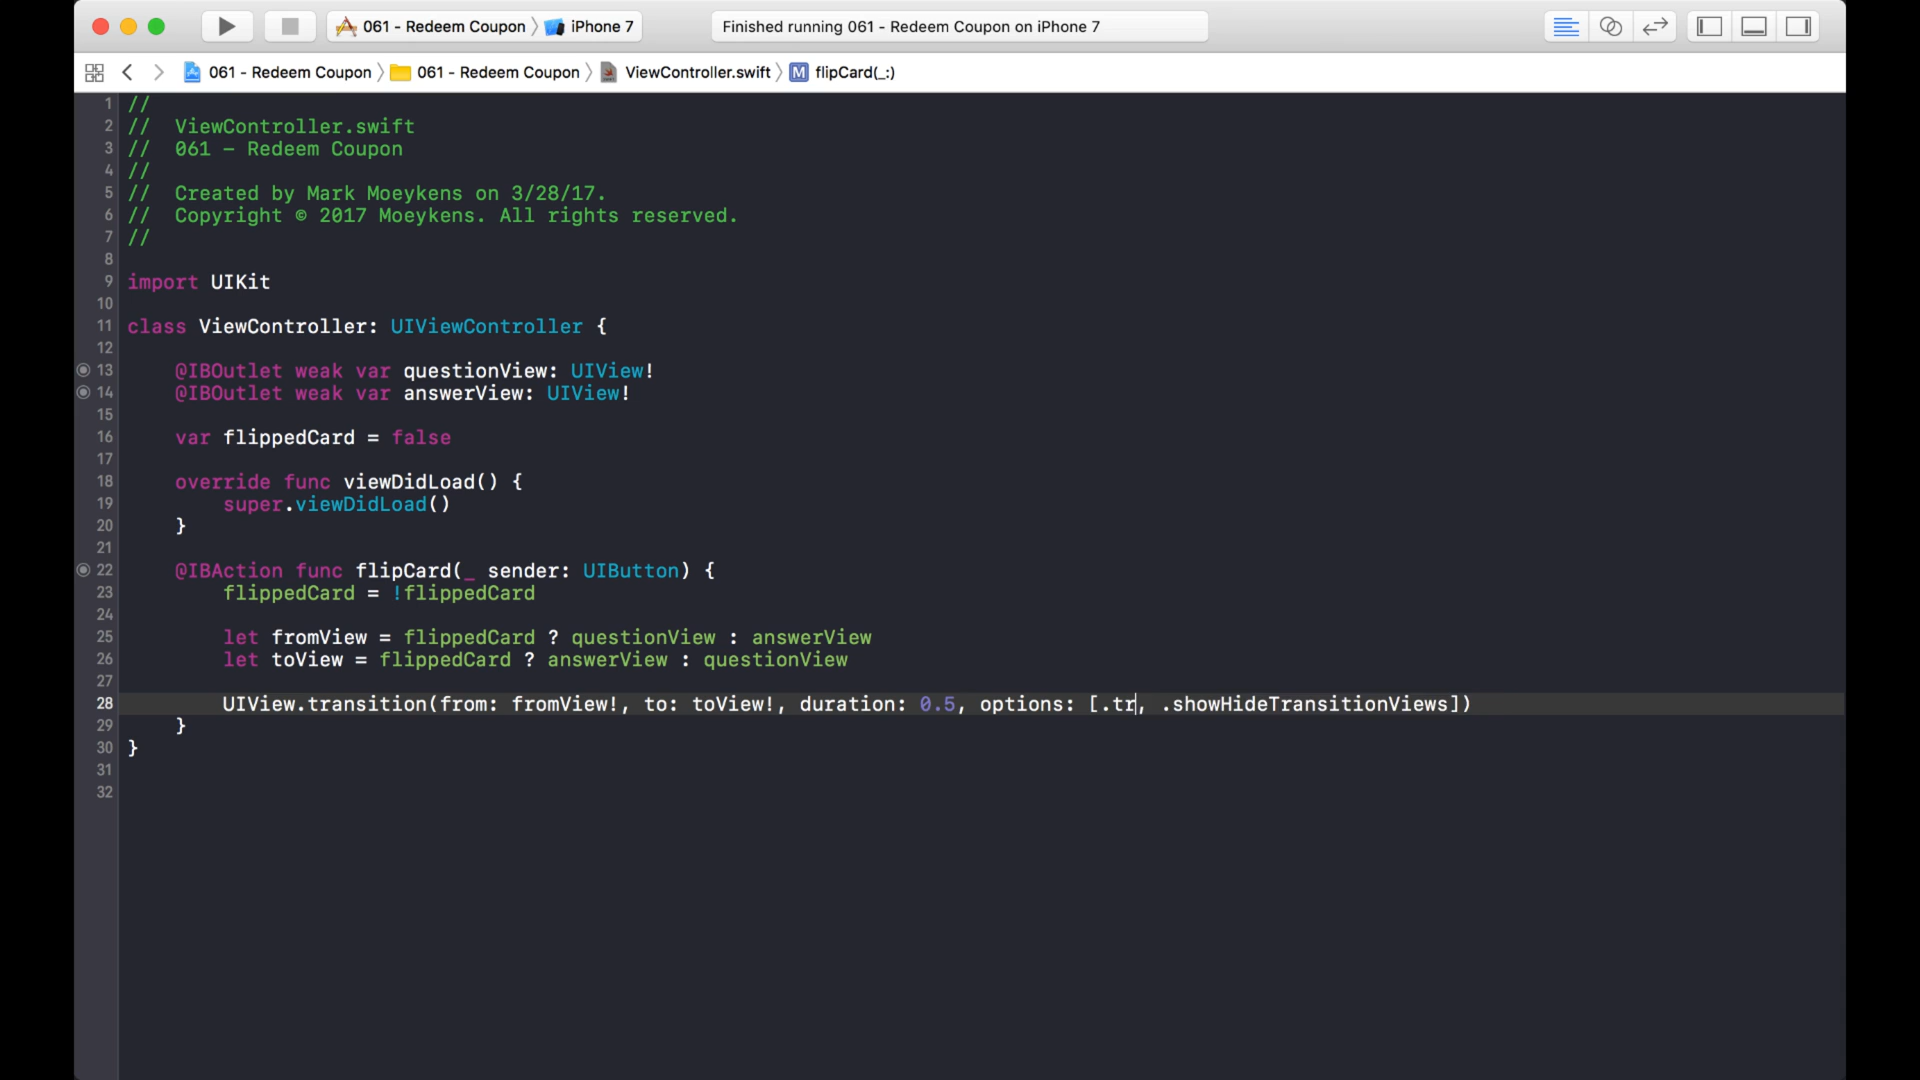 061 - Redeem Coupon iPhone 7 Finished running 061 - Redeem Coupon on iPhone 7
061 - Redeem Coupon 061 - Redeem Coupon ViewController.swift M flipCard(_:)
1 //
2 //  ViewController.swift
3 //  061 - Redeem Coupon
4 //
5 //  Created by Mark Moeykens on 3/28/17.
6 //  Copyright © 2017 Moeykens. All rights reserved.
7 //
8
9 import UIKit
10
11 class ViewController: UIViewController {
12
13     @IBOutlet weak var questionView: UIView!
14     @IBOutlet weak var answerView: UIView!
15
16     var flippedCard = false
17
18     override func viewDidLoad() {
19         super.viewDidLoad()
20     }
21
22     @IBAction func flipCard(_ sender: UIButton) {
23         flippedCard = !flippedCard
24
25         let fromView = flippedCard ? questionView : answerView
26         let toView = flippedCard ? answerView : questionView
27
28         UIView.transition(from: fromView!, to: toView!, duration: 0.5, options: [.tr, .showHideTransitionViews])
29     }
30 }
31
32